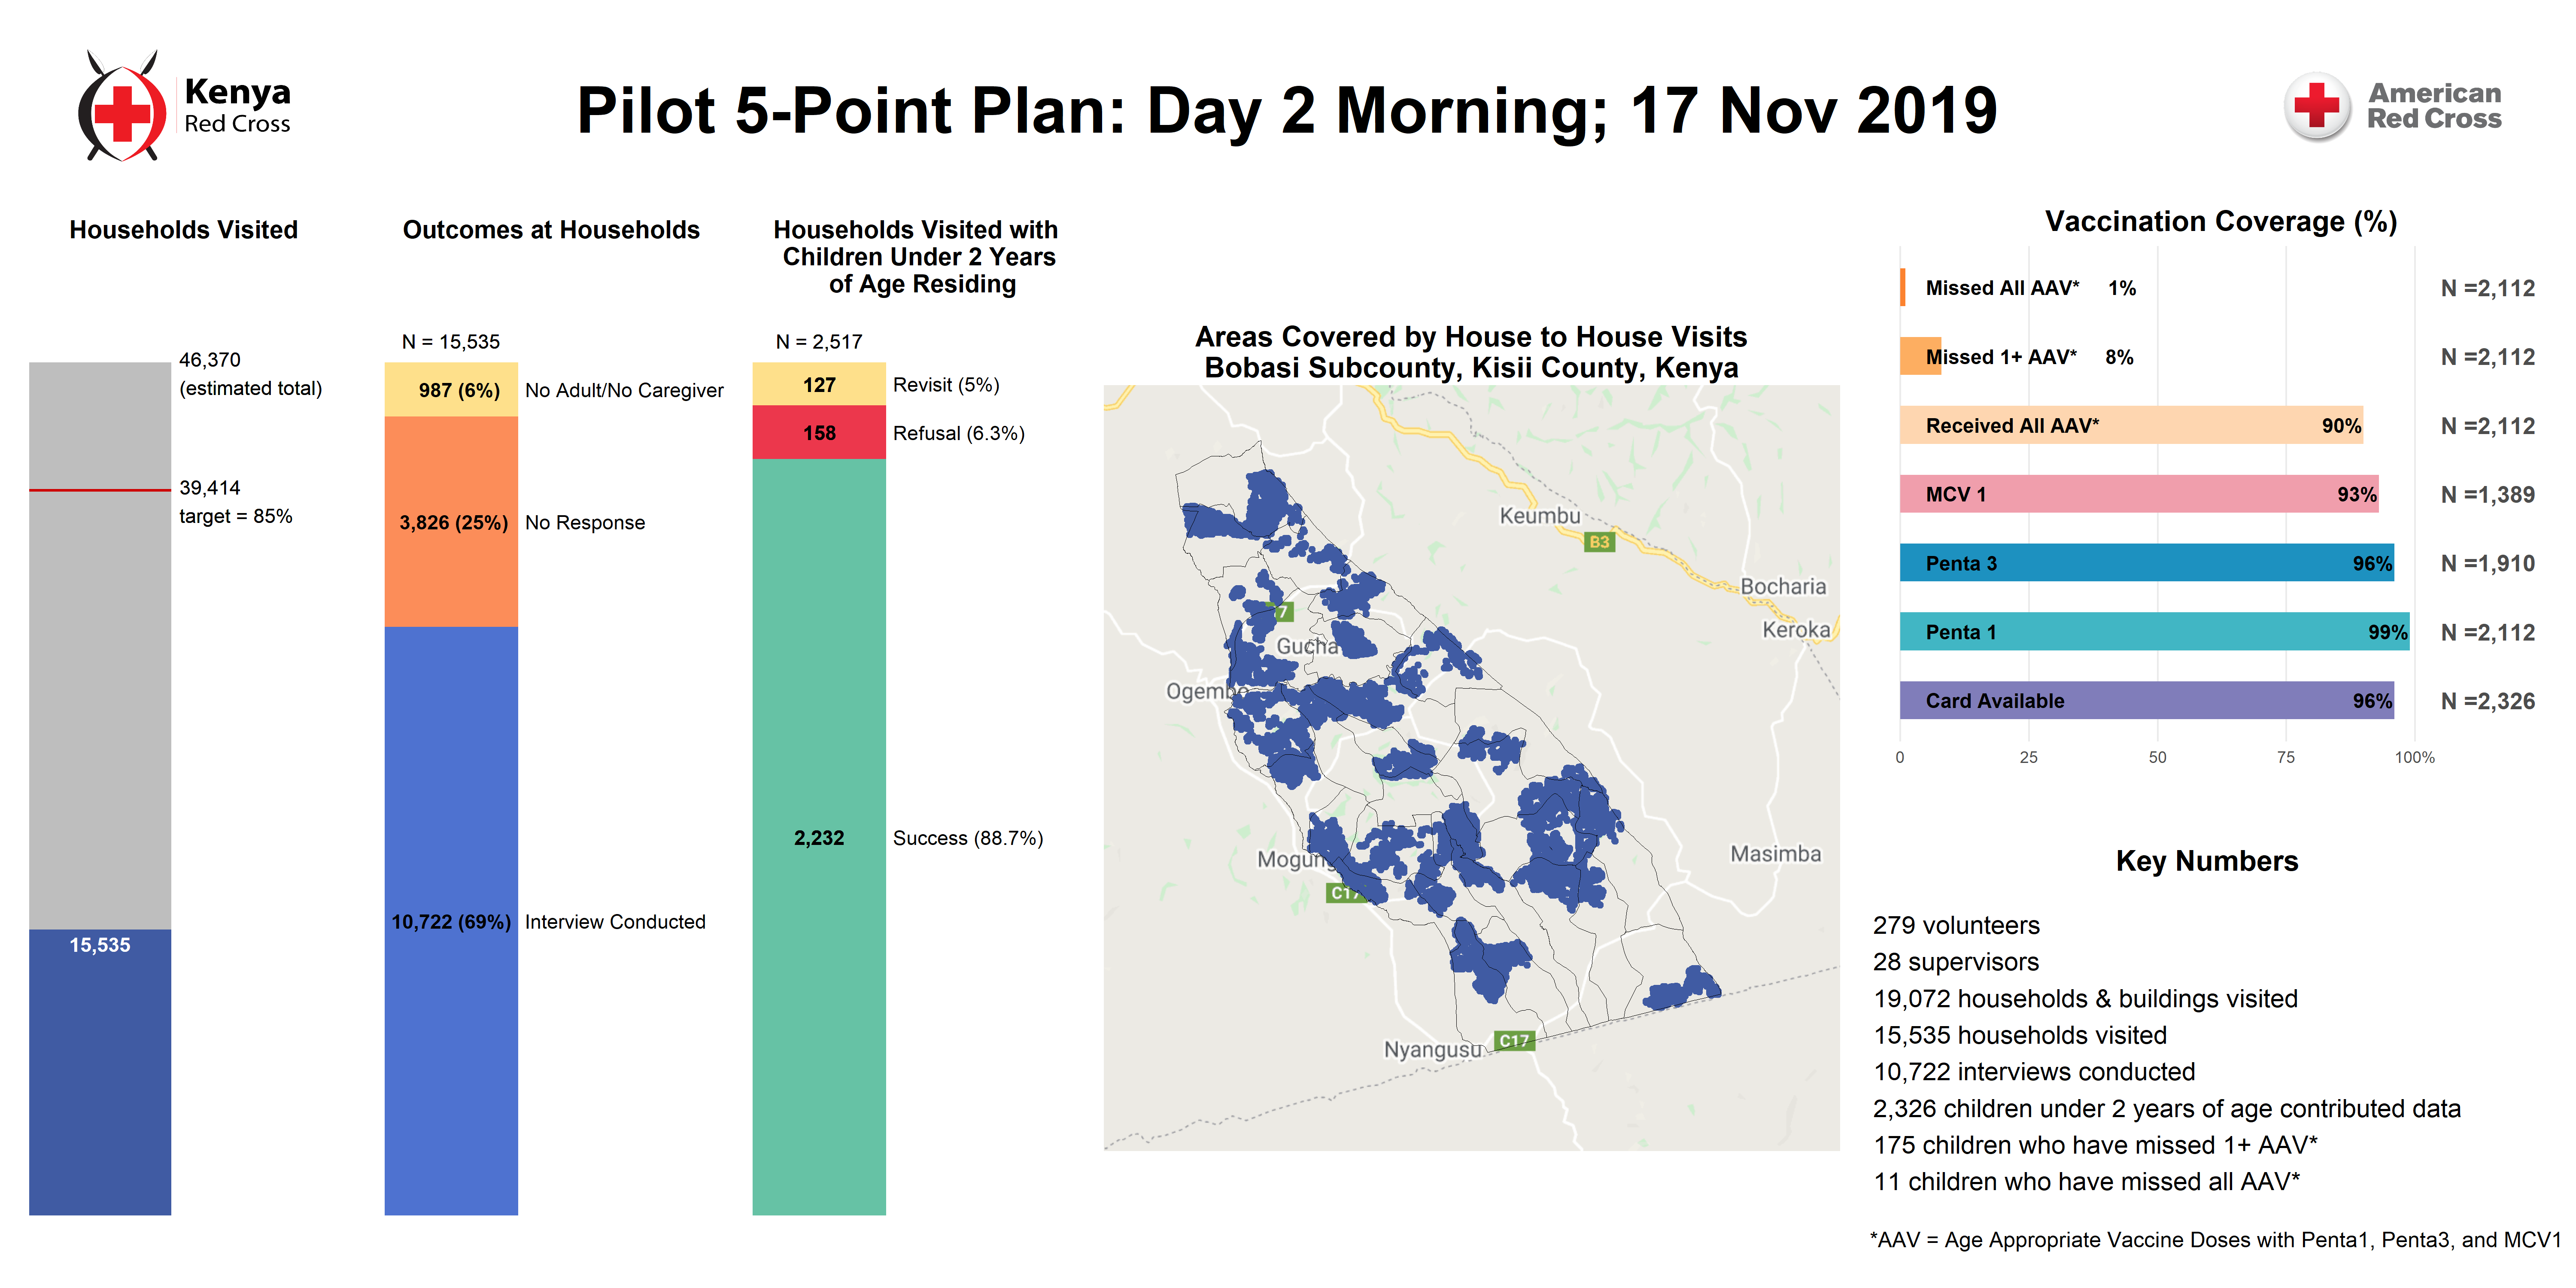 Kenya
Red Cross
Pilot 5-Point Plan: Day 2 Morning; 17 Nov 2019
American
Red Cross
Households Visited
46,370
(estimated total)
39,414
target = 85%
15,535
Outcomes at Households
N = 15,535
987 (6%) No Adult/No Caregiver
3,826 (25%) No Response
10,722 (69%) Interview Conducted
Households Visited with
Children Under 2 Years
of Age Residing
N = 2,517
127 Revisit (5%)
158 Refusal (6.3%)
2,232 Success (88.7%)
Areas Covered by House to House Visits
Bobasi Subcounty, Kisii County, Kenya
Keumbu
B3
Bocharia
Keroka
7
Gucha
Ogembo
Masimba
Mogung
C17
Nyangusu
C17
Vaccination Coverage (%)
Missed All AAV* 1% N =2,112
Missed 1+ AAV* 8% N =2,112
Received All AAV* 90% N =2,112
MCV 1 93% N =1,389
Penta 3 96% N =1,910
Penta 1 99% N =2,112
Card Available 96% N =2,326
0 25 50 75 100%
Key Numbers
279 volunteers
28 supervisors
19,072 households & buildings visited
15,535 households visited
10,722 interviews conducted
2,326 children under 2 years of age contributed data
175 children who have missed 1+ AAV*
11 children who have missed all AAV*
*AAV = Age Appropriate Vaccine Doses with Penta1, Penta3, and MCV1